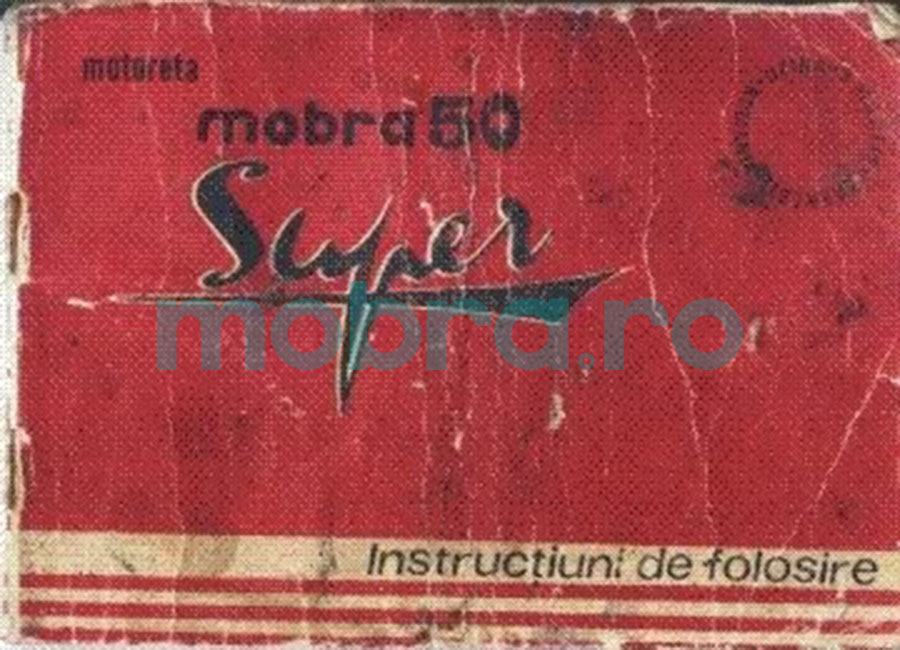 motoreta
mobra 50
Super
mobra.ro
Instrucțiuni de folosire